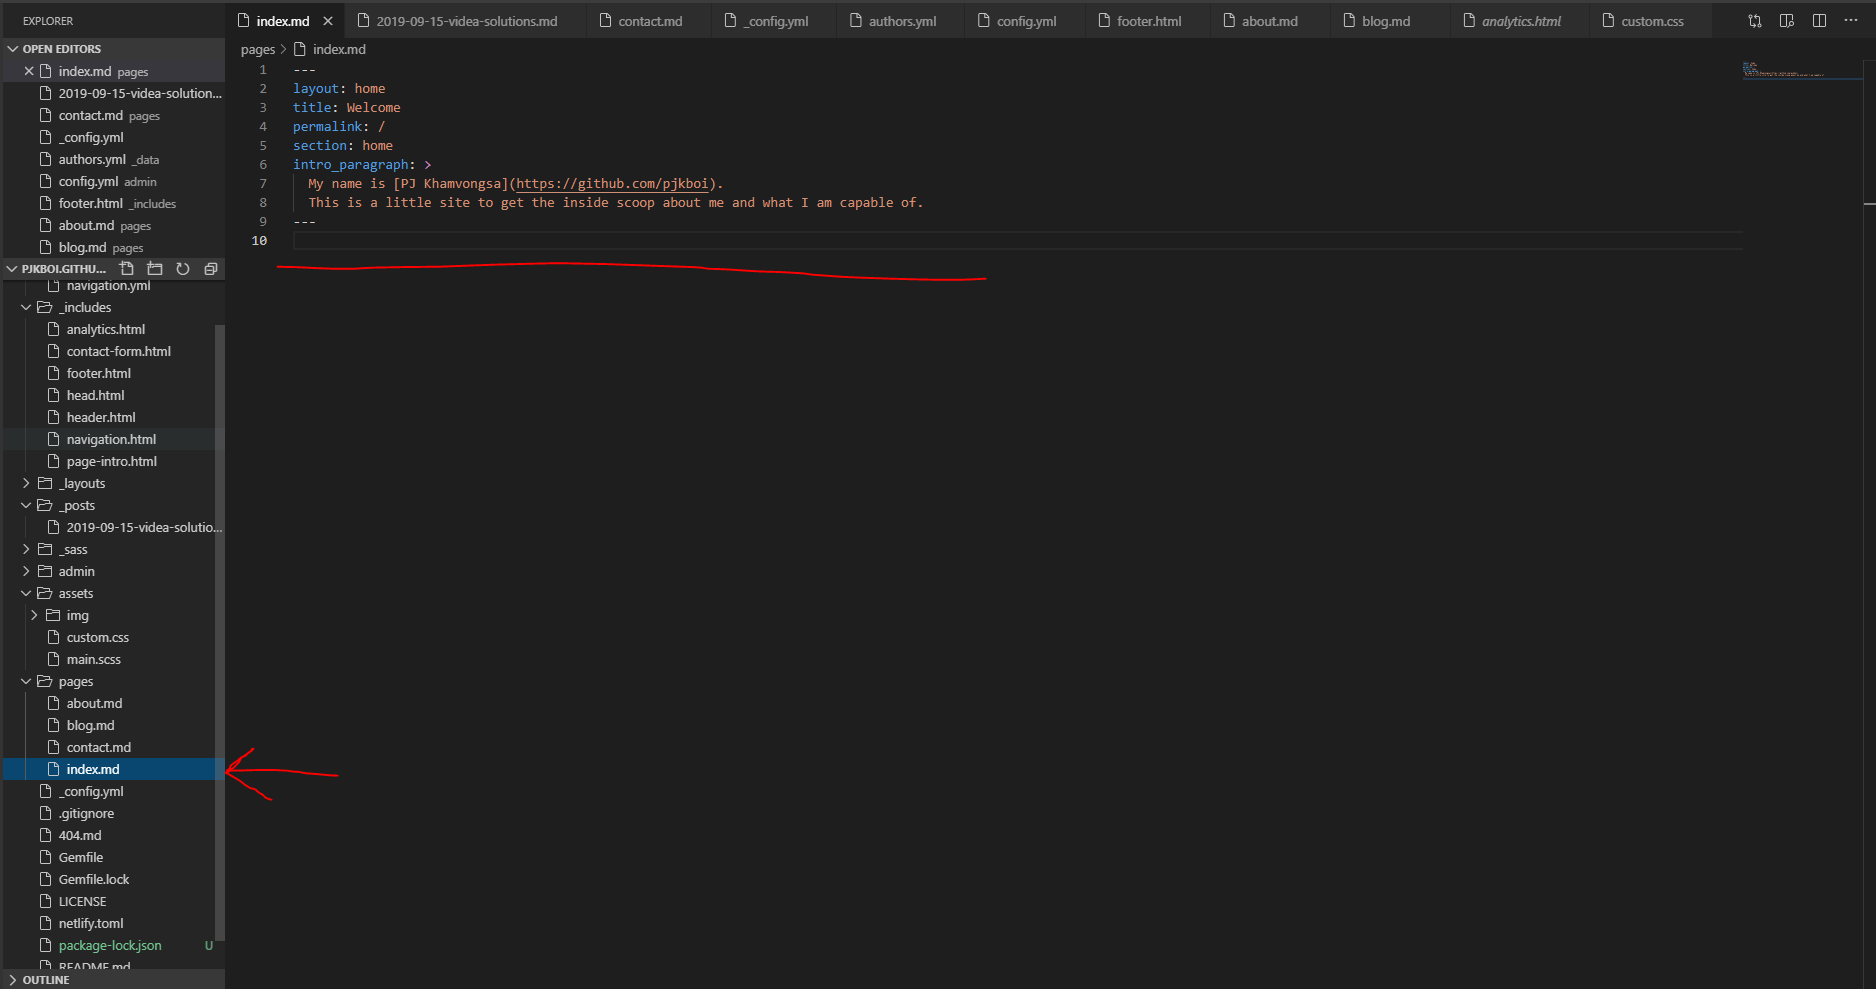 EXPLORER
OPEN EDITORS
index.md pages
2019-09-15-videa-solution...
contact.md pages
_config.yml
authors.yml _data
config.yml admin
footer.html _includes
about.md pages
blog.md pages
PJKBOI.GITHU...
navigation.yml
_includes
analytics.html
contact-form.html
footer.html
head.html
header.html
navigation.html
page-intro.html
_layouts
_posts
2019-09-15-videa-solutio...
_sass
admin
assets
img
custom.css
main.scss
pages
about.md
blog.md
contact.md
index.md
_config.yml
.gitignore
404.md
Gemfile
Gemfile.lock
LICENSE
netlify.toml
package-lock.json U
README.md
OUTLINE
index.md 2019-09-15-videa-solutions.md contact.md _config.yml authors.yml config.yml footer.html about.md blog.md analytics.html custom.css
pages > index.md
1 ---
2 layout: home
3 title: Welcome
4 permalink: /
5 section: home
6 intro_paragraph: >
7 My name is [PJ Khamvongsa](https://github.com/pjkboi).
8 This is a little site to get the inside scoop about me and what I am capable of.
9 ---
10